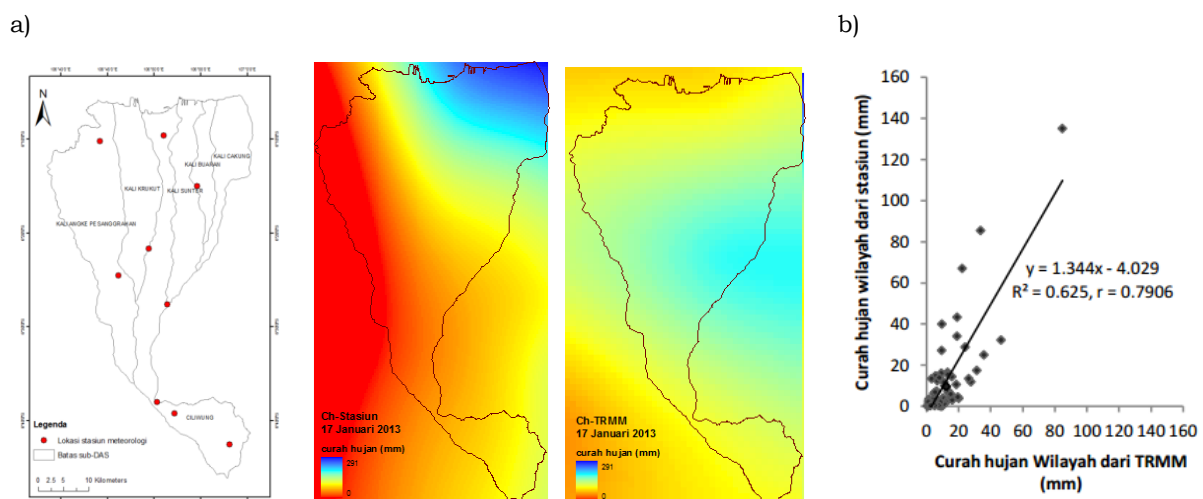 a)
N
KALI CAKUNG
KALI BUARAN
KALI KRUKUT
KALI SUNTER
KALI ANGKE PESANGGRAHAN
CILIWUNG
Legenda
Lokasi stasiun meteorologi
Batas sub-DAS
0 2.5 5 10 Kilometers
Ch-Stasiun
17 Januari 2013
curah hujan (mm)
291
0
Ch-TRMM
17 Januari 2013
curah hujan (mm)
291
0
b)
Curah hujan wilayah dari stasiun (mm)
160
140
120
100
80
60
40
20
0
y = 1.344x - 4.029
R² = 0.625, r = 0.7906
0 20 40 60 80 100 120 140 160
Curah hujan Wilayah dari TRMM
(mm)